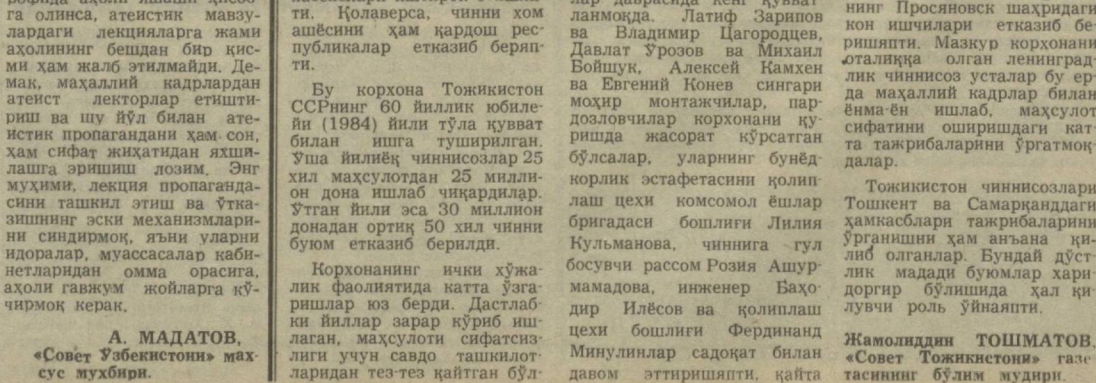 га олинса, атеистик мавзу-
лардаги лекцияларга жами
аҳолининг бешдан бир қис-
ми ҳам жалб этилмайди. Де-
мак, маҳаллий кадрлардан
атеист лекторлар етишти-
риш ва шу йўл билан ате-
истик пропагандани ҳам сон,
ҳам сифат жиҳатидан яхши-
лашга эришиш лозим. Энг
муҳими, лекция пропаганда-
сини ташкил этиш ва ўтка-
зишнинг эски механизмлари-
ни синдирмоқ, яъни уларни
идоралар, муассасалар каби-
нетларидан омма орасига,
аҳоли гавжум жойларга кў-
чирмоқ керак.
А. МАДАТОВ,
«Совет Ўзбекистони» мах-
сус мухбири.
ти. Қолаверса, чинни хом
ашёсини ҳам қардош рес-
публикалар етказиб беряп-
ти.
Бу корхона Тожикистон
ССРнинг 60 йиллик юбиле-
йи (1984) йили тўла қувват
билан ишга туширилган.
Ўша йилиёқ чиннисозлар 25
хил маҳсулотдан 25 милли-
он дона ишлаб чиқардилар.
Ўтган йили эса 30 миллион
донадан ортиқ 50 хил чинни
буюм етказиб берилди.
Корхонанинг ички хўжа-
лик фаолиятида катта ўзга-
ришлар юз берди. Дастлаб-
ки йиллар зарар кўриб иш-
лаган, маҳсулоти сифатсиз-
лиги учун савдо ташкилот-
ларидан тез-тез қайтган бўл-
лар даврасида кенг қувват
ланмоқда. Латиф Зарипов
ва Владимир Цагородцев,
Давлат Ўрозов ва Михаил
Бойшук, Алексей Камхен
ва Евгений Конев сингари
моҳир монтажчилар, пар-
дозловчилар корхонани қу-
ришда жасорат кўрсатган
бўлсалар, уларнинг бунёд-
корлик эстафетасини қолип-
лаш цехи комсомол ёшлар
бригадаси бошлиғи Лилия
Кульманова, чиннига гул
босувчи рассом Розия Ашур-
мамадова, инженер Баҳо-
дир Илёсов ва қолиплаш
цехи бошлиғи Фердинанд
Минулинлар садоқат билан
давом эттиришяпти, қайта
нинг Просяновск шаҳридаги
кон ишчилари етказиб бе-
ришяпти. Мазкур корхонани
оталиққа олган ленинград-
лик чиннисоз усталар бу ер-
да маҳаллий кадрлар билан
ёнма-ён ишлаб, маҳсулот
сифатини оширишдаги кат-
та тажрибаларини ўргатмоқ-
далар.
Тожикистон чиннисозлари
Тошкент ва Самарқанддаги
ҳамкасблари тажрибаларини
ўрганишни ҳам анъана қи-
либ олганлар. Бундай дўст-
лик мадади буюмлар хари-
доргир бўлишида ҳал қи-
лувчи роль ўйнаяпти.
Жамолиддин ТОШМАТОВ,
«Совет Тожикистони» газе-
тасининг бўлим мудири.